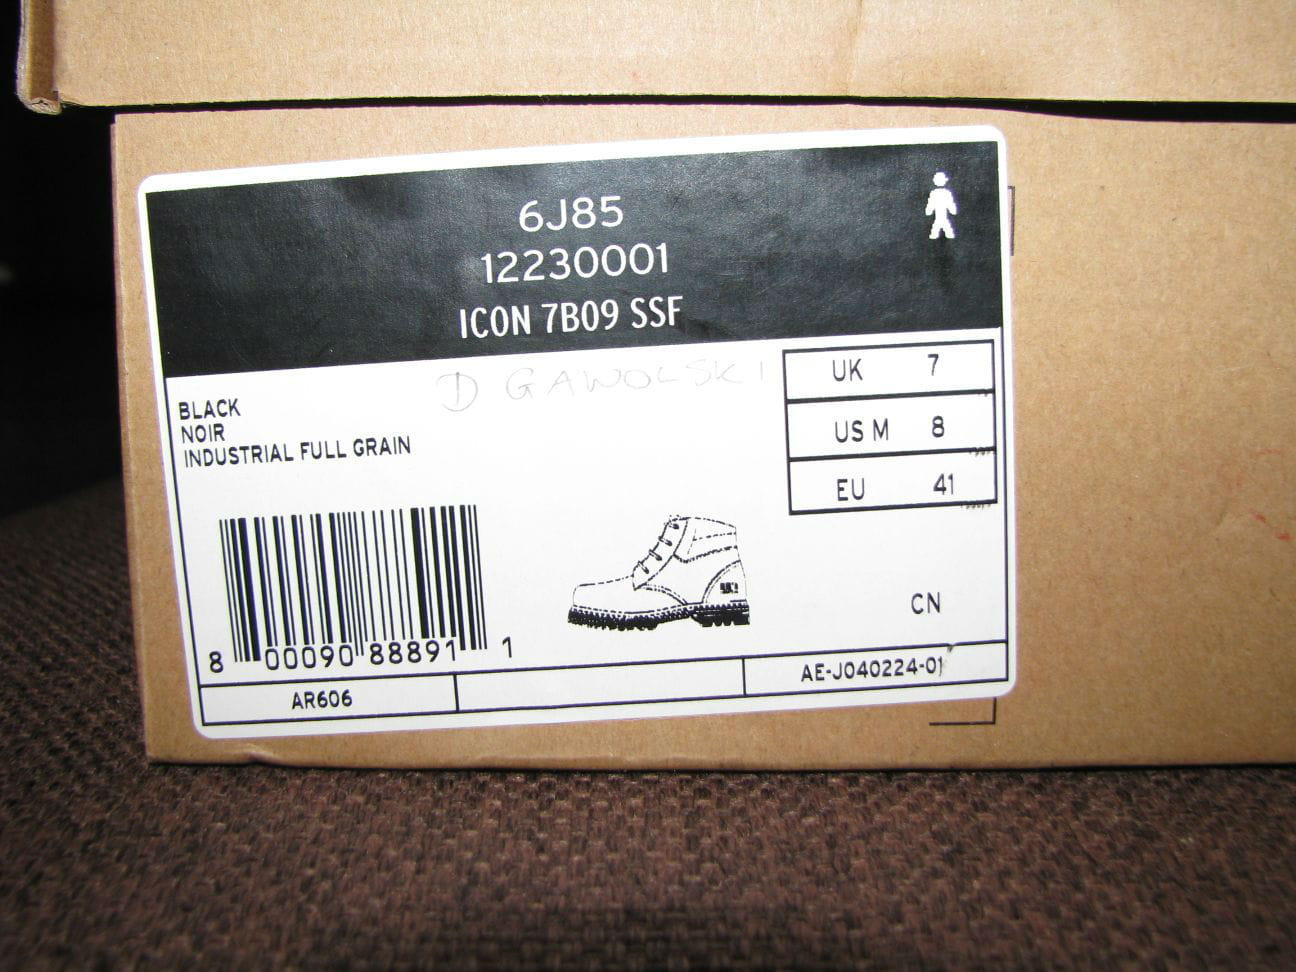 6J85
12230001
ICON 7B09 SSF
D GAWOLSKI
BLACK
NOIR
INDUSTRIAL FULL GRAIN
UK 7
US M 8
EU 41
CN
8 00090 88891 1
AR606
AE-J040224-01